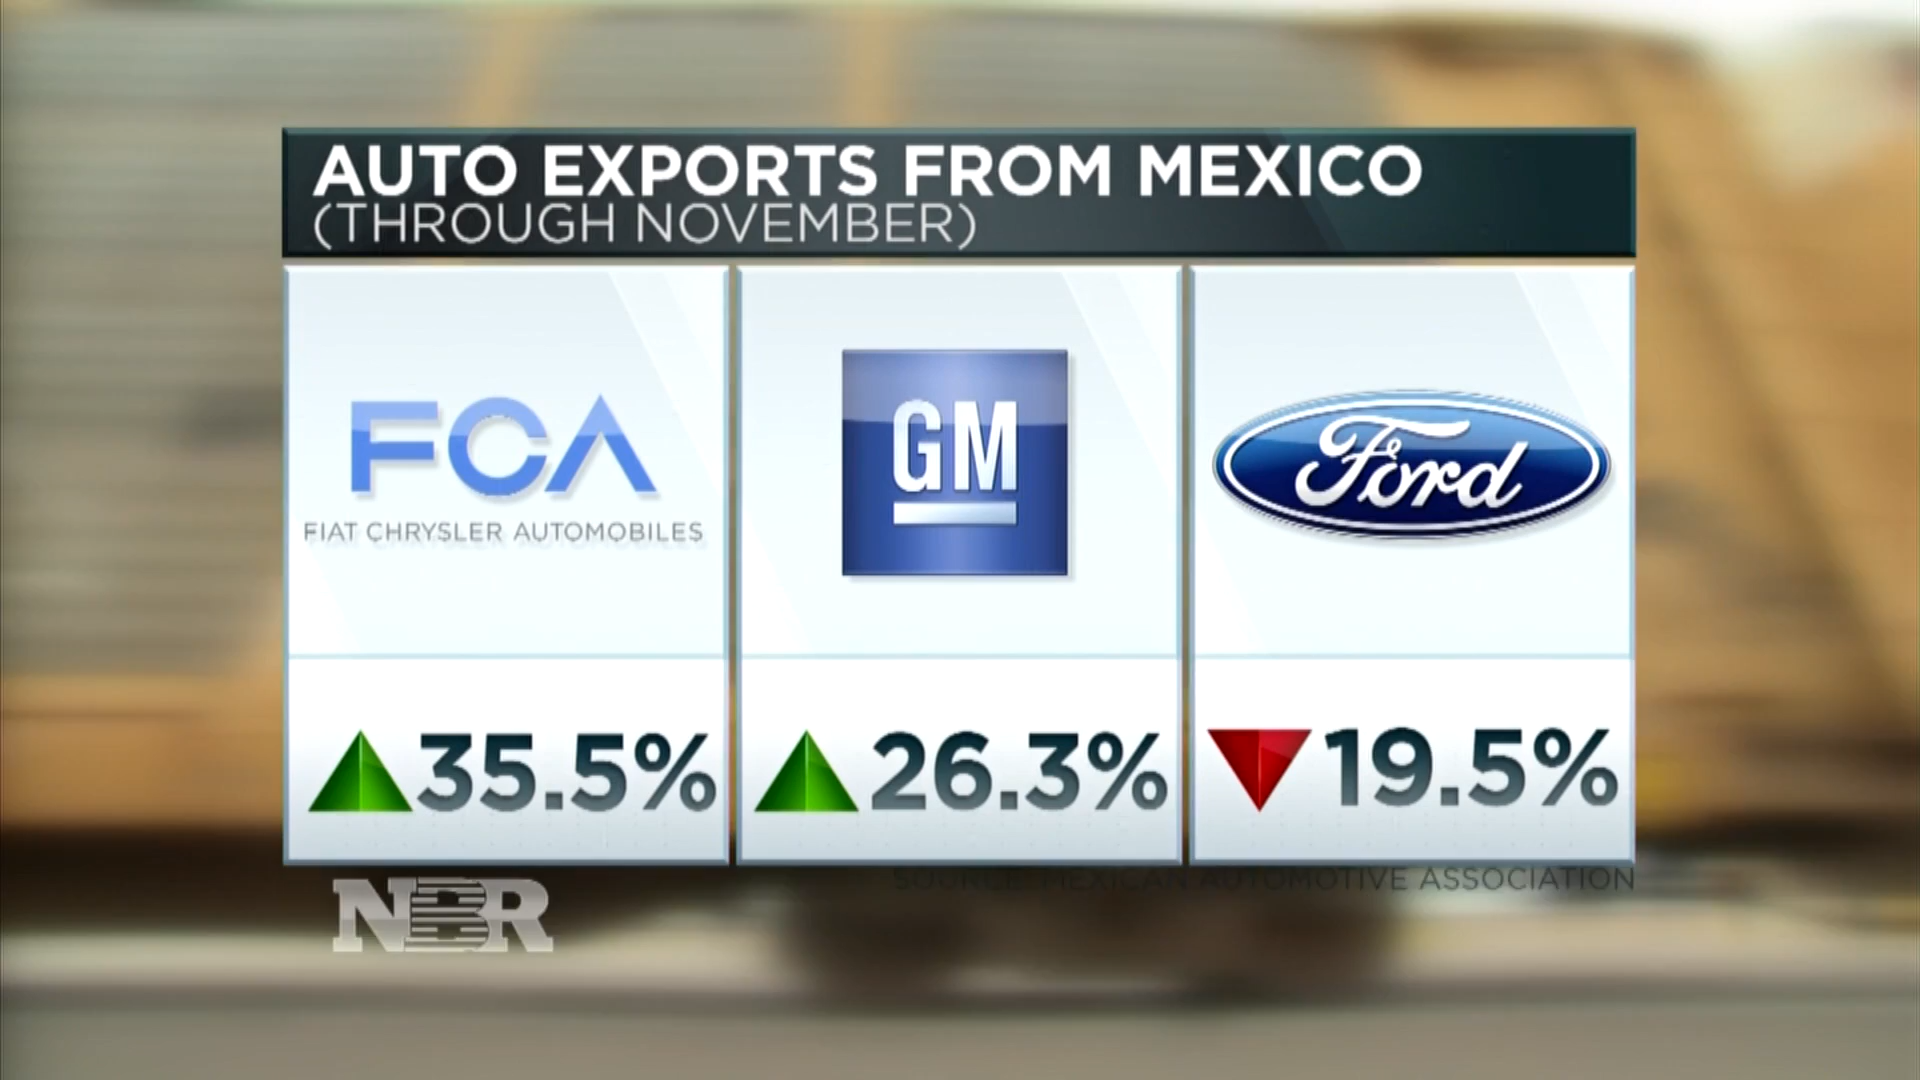 AUTO EXPORTS FROM MEXICO
(THROUGH NOVEMBER)
FCA
FIAT CHRYSLER AUTOMOBILES
GM
Ford
35.5%
26.3%
19.5%
SOURCE: MEXICAN AUTOMOTIVE ASSOCIATION
NBR